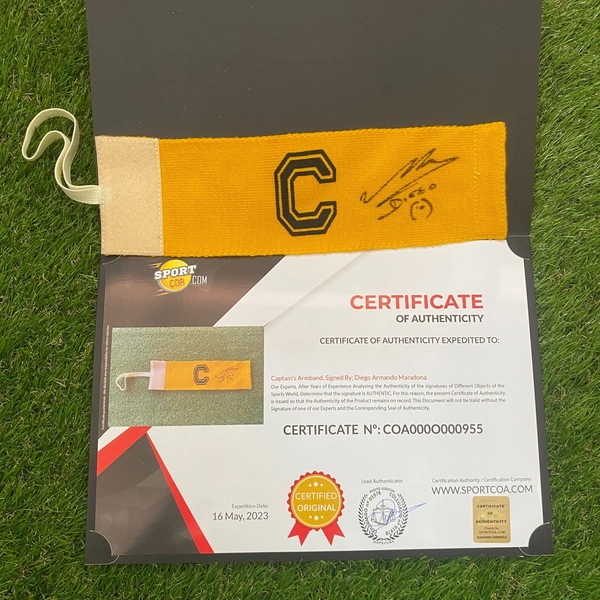 C
Diego
(10)
SPORT
COA .COM
CERTIFICATE
OF AUTHENTICITY
CERTIFICATE OF AUTHENTICITY EXPEDITED TO:
C
Captain's Armband. Signed By: Diego Armando Maradona
Our Experts, After Years of Experience Analyzing the Authenticity of the signatures of Different Objects of the
Sports World, Determine that the signature is AUTHENTIC. For this reason, the present Certificate of Authenticity
is issued so that the Authenticity of the Product remains on record. This Document will not be Valid without the
Signature of one of our Experts and the Corresponding Seal of Authenticity.
CERTIFICATE Nº: COA000O000955
Expedition Date:
16 May, 2023
CERTIFIED
ORIGINAL
Lead Authenticator
Certification Authority / Certification Company:
WWW.SPORTCOA.COM
CERTIFICATE
OF
AUTHENTICITY